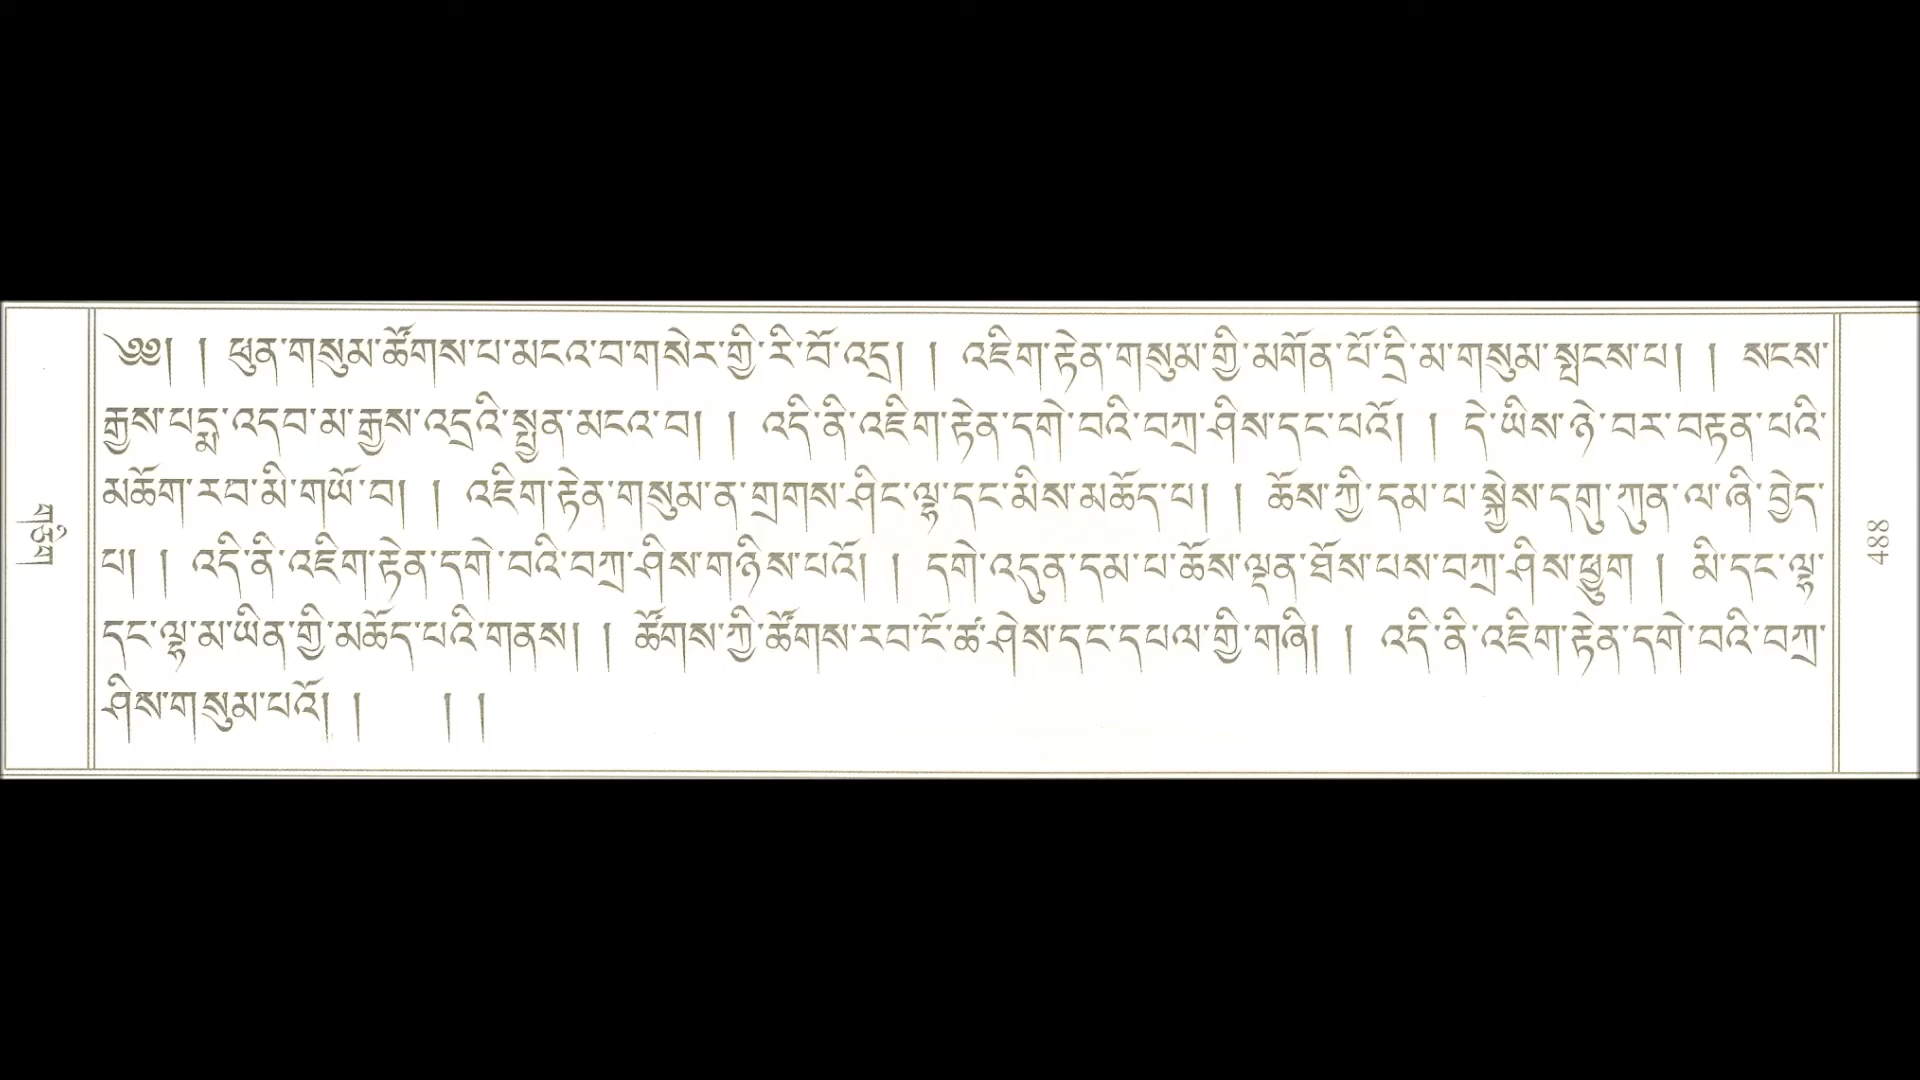 ༄༅། །ཕུན་གསུམ་ཚོགས་པ་མངའ་བ་གསེར་གྱི་རི་བོ་འདྲ། །འཇིག་རྟེན་གསུམ་གྱི་མགོན་པོ་དྲི་མ་གསུམ་སྤངས་པ། །སངས་
རྒྱས་པདྨ་འདབ་མ་རྒྱས་འདྲའི་སྤྱན་མངའ་བ། །འདི་ནི་འཇིག་རྟེན་དགེ་བའི་བཀྲ་ཤིས་དང་པའོ། །དེ་ཡིས་ཉེ་བར་བརྟན་པའི་
མཆོག་རབ་མི་གཡོ་བ། །འཇིག་རྟེན་གསུམ་ན་གྲགས་ཤིང་ལྷ་དང་མིས་མཆོད་པ། །ཆོས་ཀྱི་དམ་པ་སྐྱེས་དགུ་ཀུན་ལ་ཞི་བྱེད་
པ། །འདི་ནི་འཇིག་རྟེན་དགེ་བའི་བཀྲ་ཤིས་གཉིས་པའོ། །དགེ་འདུན་དམ་པ་ཆོས་ལྡན་ཐོས་པས་བཀྲ་ཤིས་ཕྱུག །མི་དང་ལྷ་
དང་ལྷ་མ་ཡིན་གྱི་མཆོད་པའི་གནས། །ཚོགས་ཀྱི་ཚོགས་རབ་ངོ་ཚ་ཤེས་དང་དཔལ་གྱི་གཞི། །འདི་ནི་འཇིག་རྟེན་དགེ་བའི་བཀྲ་
ཤིས་གསུམ་པའོ། ། ། །
གཅིག
488